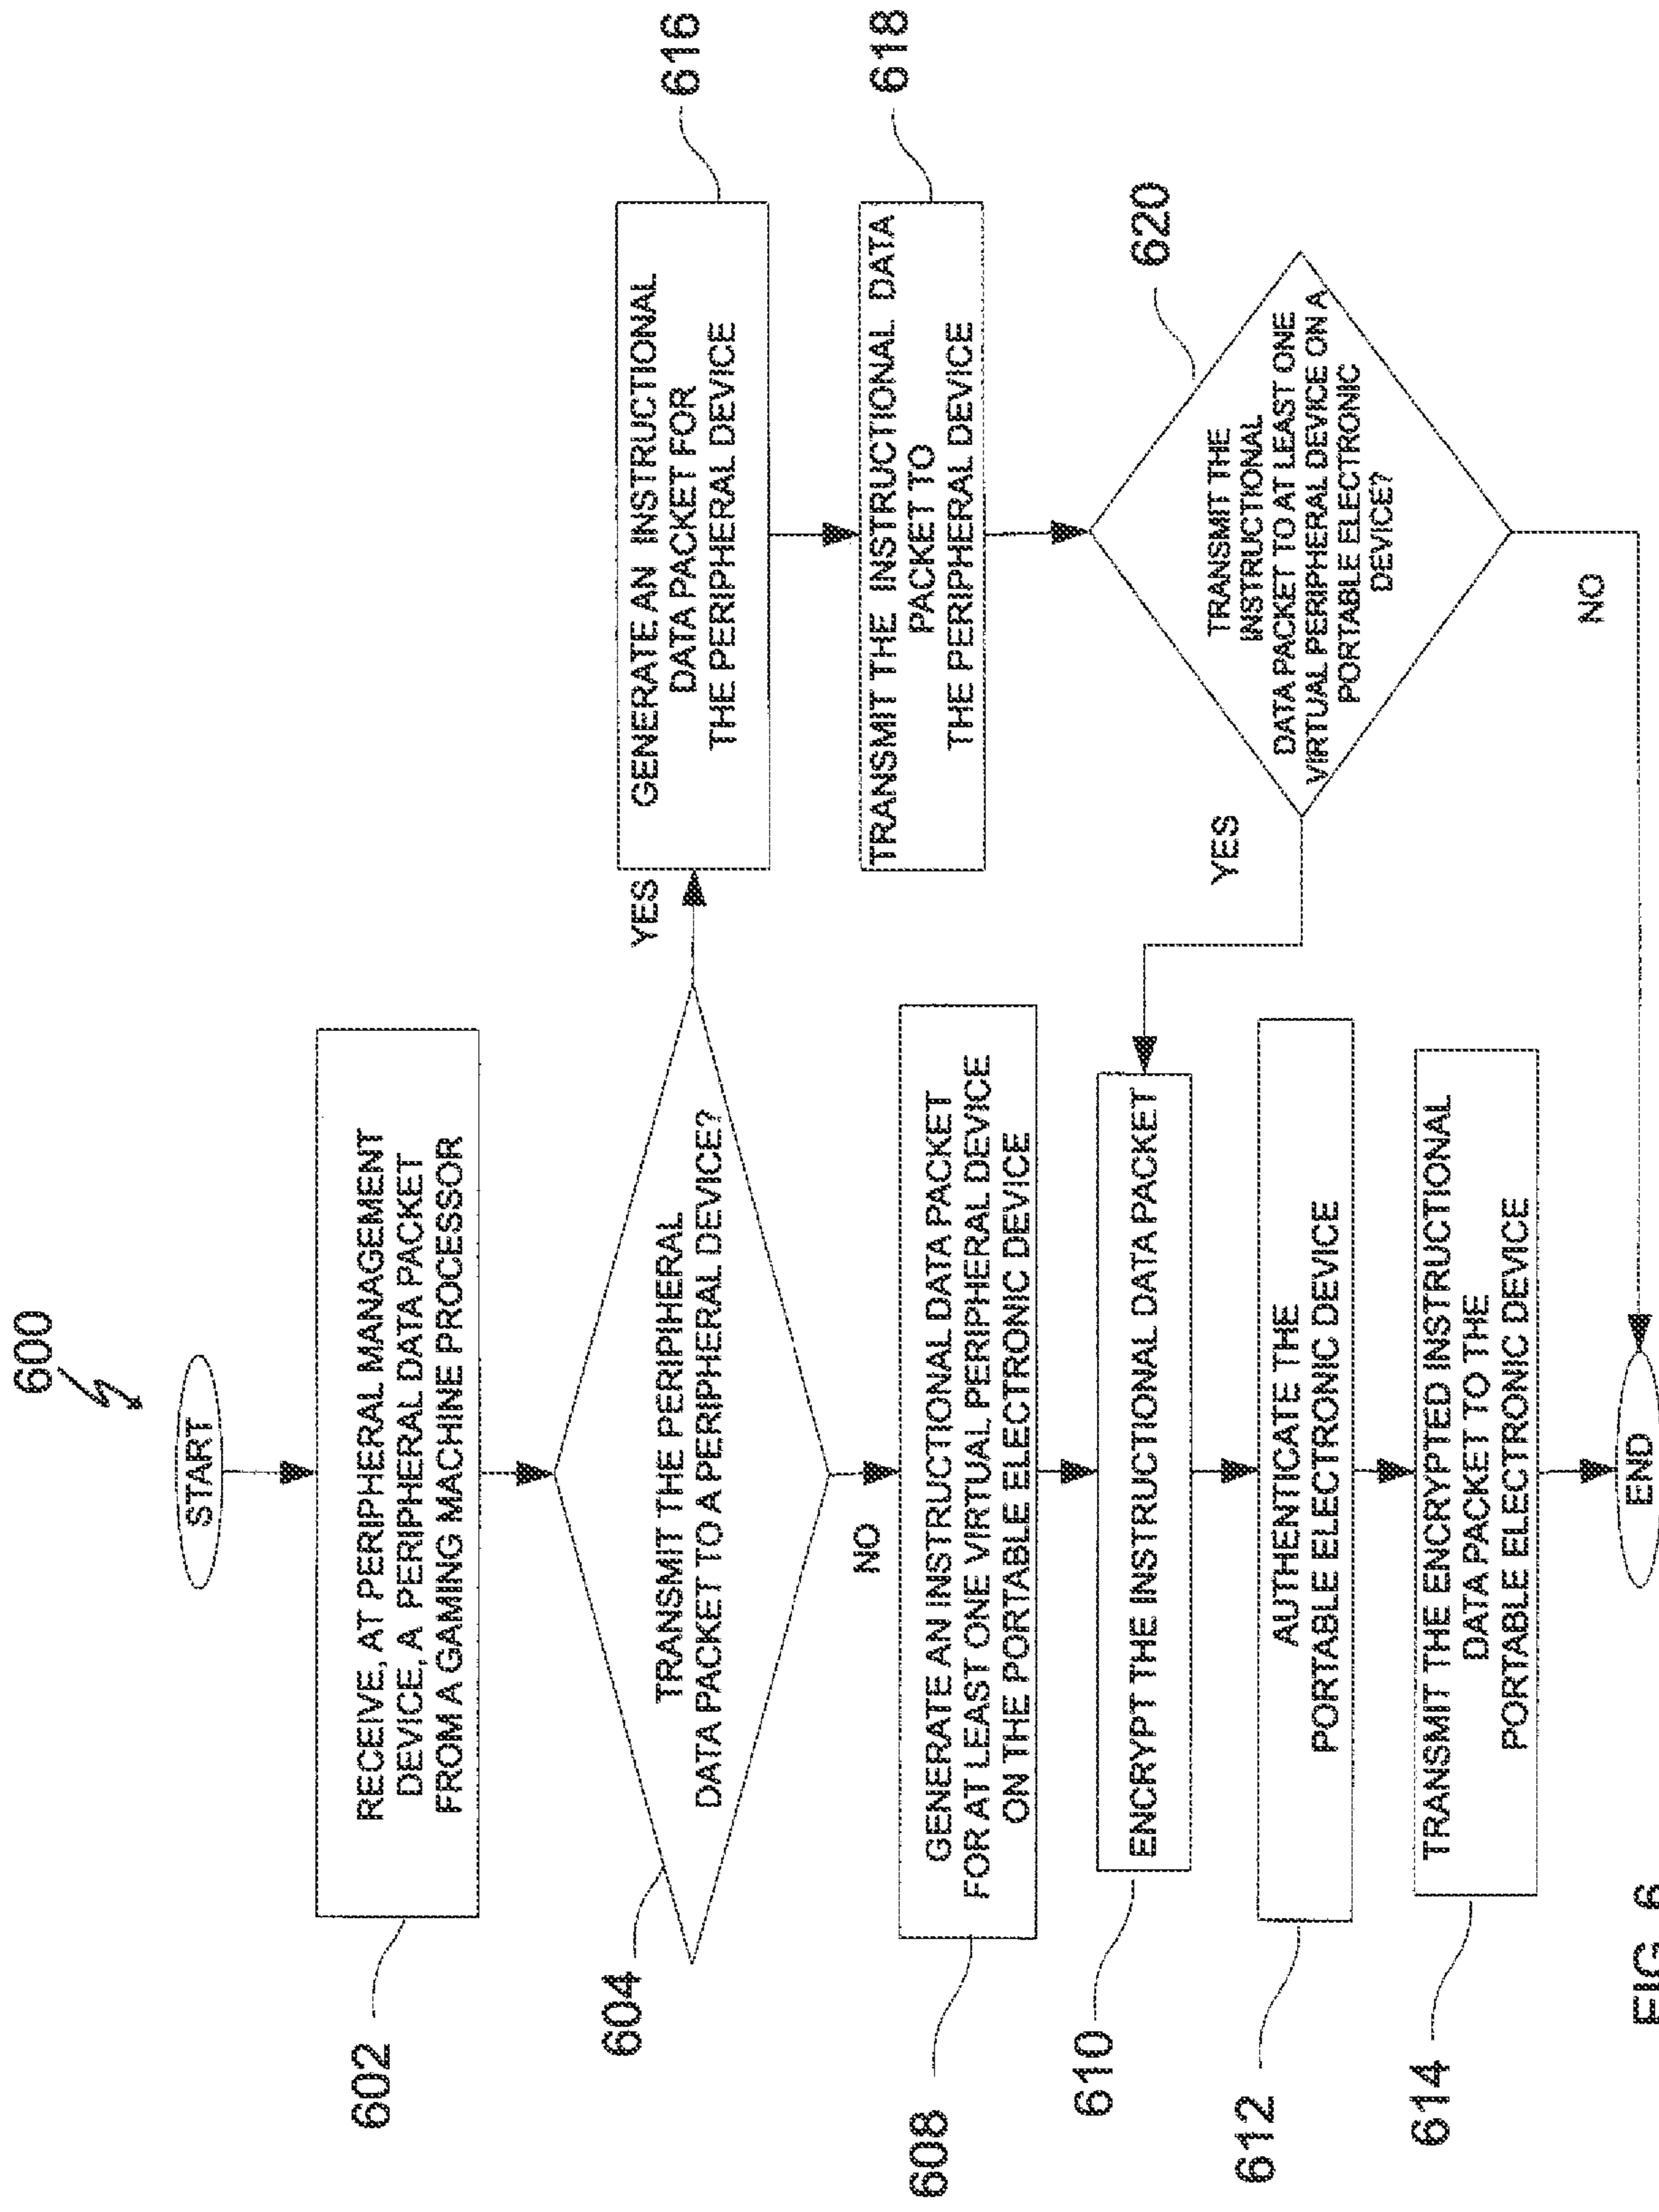 600
START
RECEIVE, AT PERIPHERAL MANAGEMENT
DEVICE, A PERIPHERAL DATA PACKET
FROM A GAMING MACHINE PROCESSOR
602
TRANSMIT THE PERIPIHERAL
DATA PACKET TO A PERIPHERAL DEVICE?
604
YES
NO
GENERATE AN INSTRUCTIONAL
DATA PACKET FOR
THE PERIPHERAL DEVICE
616
TRANSMIT THE INSTRUCTIONAL DATA
PACKET TO
THE PERIPHERAL DEVICE
618
TRANSMIT THE
INSTRUCTIONAL
DATA PACKET TO AT LEAST ONE
VIRTUAL PERIPHERAL DEVICE ON A
PORTABLE ELECTRONIC
DEVICE?
620
YES
NO
GENERATE AN INSTRUCTIONAL DATA PACKET
FOR AT LEAST ONE VIRTUAL PERIPHERAL DEVICE
ON THE PORTABLE ELECTRONIC DEVICE
608
ENCRYPT THE INSTRUCTIONAL DATA PACKET
610
AUTHENTICATE THE
PORTABLE ELECTRONIC DEVICE
612
TRANSMIT THE ENCRYPTED INSTRUCTIONAL
DATA PACKET TO THE
PORTABLE ELECTRONIC DEVICE
614
END
FIG. 6